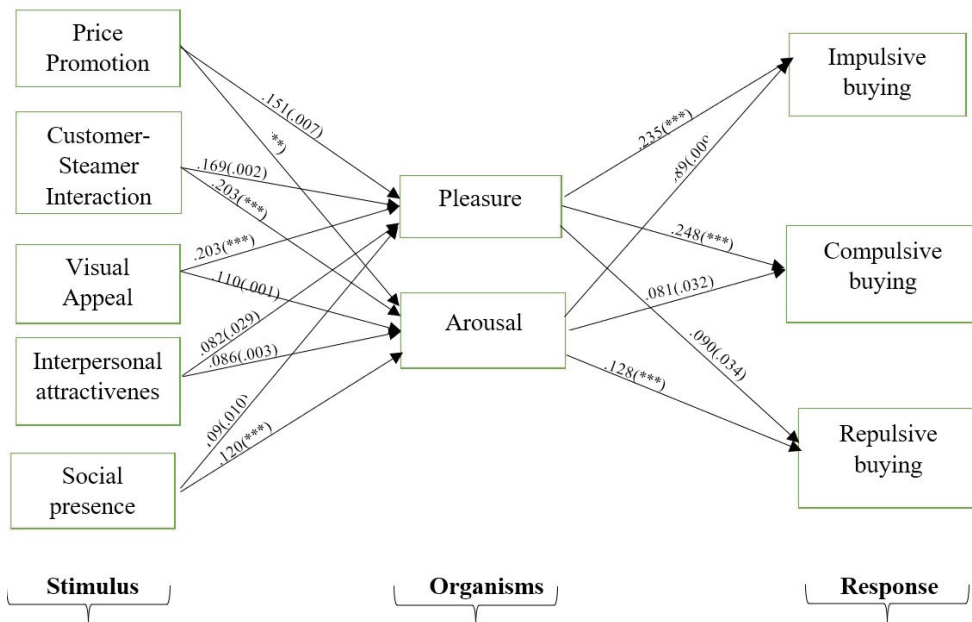 Price
Promotion
Customer-
Steamer
Interaction
Visual
Appeal
Interpersonal
attractivenes
Social
presence
.151(.007)
**)
.169(.002)
.203(***)
.203(***)
.110(.001)
.082(.029)
.086(.003)
.09(.010)
.120(***)
Pleasure
Arousal
.235(***)
.248(***)
.081(.032)
.090(.034)
.128(***)
Impulsive
buying
Compulsive
buying
Repulsive
buying
Stimulus
Organisms
Response